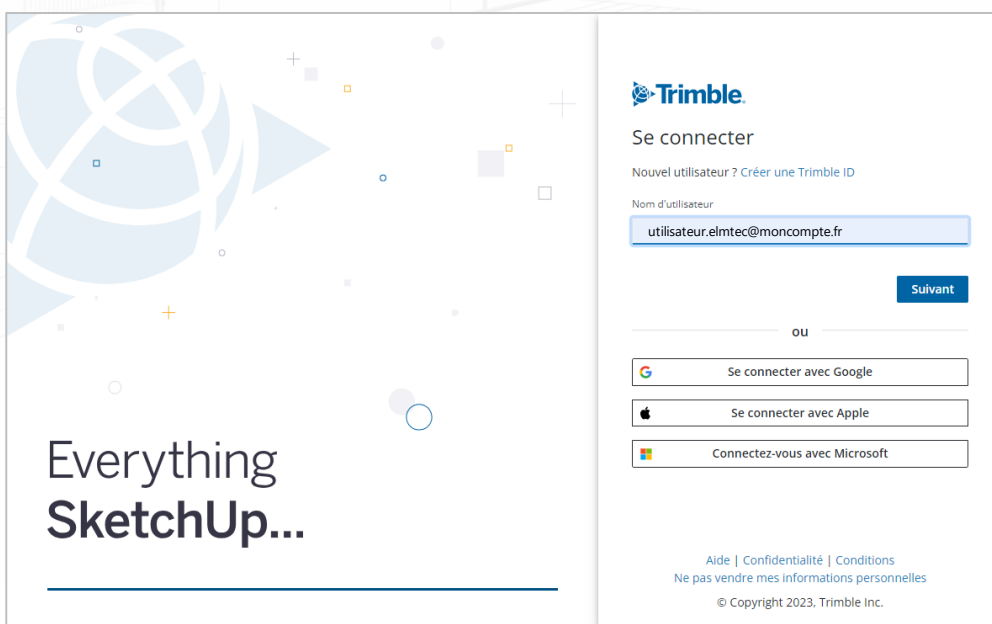 Everything
SketchUp...
Trimble.
Se connecter
Nouvel utilisateur ? Créer une Trimble ID
Nom d'utilisateur
utilisateur.elmtec@moncompte.fr
Suivant
ou
Se connecter avec Google
Se connecter avec Apple
Connectez-vous avec Microsoft
Aide | Confidentialité | Conditions
Ne pas vendre mes informations personnelles
© Copyright 2023, Trimble Inc.